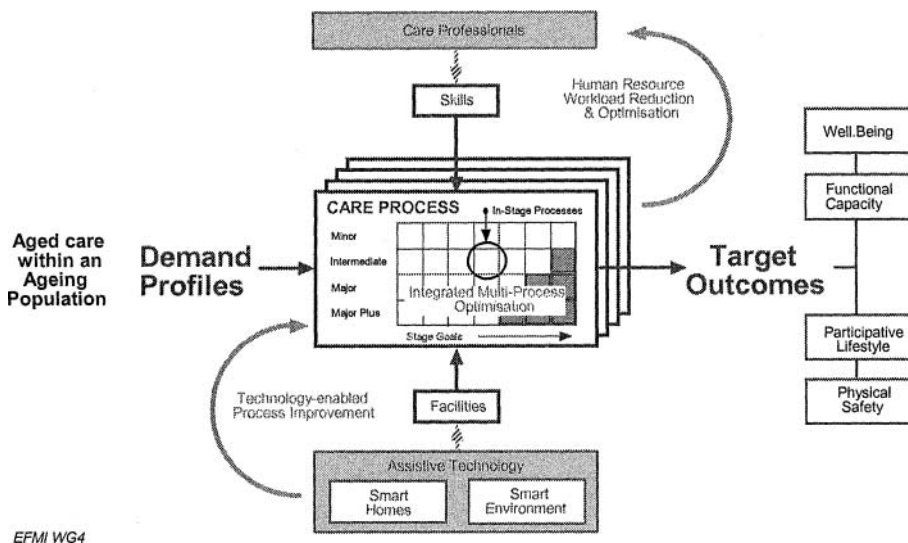 Care Professionals
Skills
Human Resource
Workload Reduction
& Optimisation
Well.Being
Functional
Capacity
CARE PROCESS
In-Stage Processes
Minor
Intermediate
Major
Major Plus
Integrated Multi-Process
Optimisation
Stage Goals
Aged care
within an
Ageing
Population
Demand
Profiles
Target
Outcomes
Participative
Lifestyle
Physical
Safety
Technology-enabled
Process Improvement
Facilities
Assistive Technology
Smart
Homes
Smart
Environment
EFMI WG4